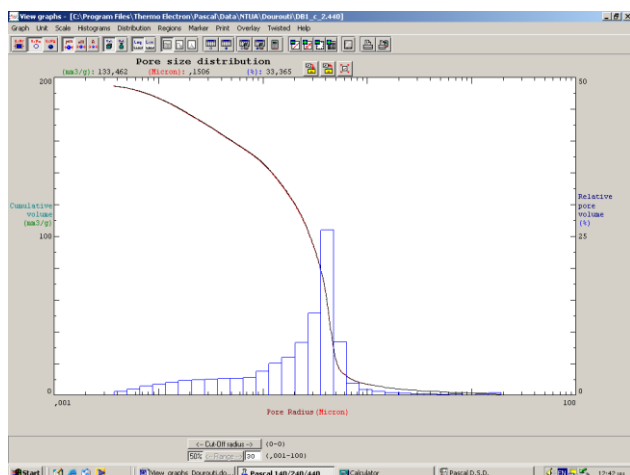 View graphs - [C:\Program Files\Thermo Electron\Pascal\Data\NTUA\Dourouti\DB1_c_2.440]
Graph Unit Scale Histograms Distribution Regions Marker Print Overlay Twisted Help
Pore size distribution
(mm3/g): 133,462 (Micron): ,1506 (%): 33,365
200 50
Cumulative volume (mm3/g)
Relative pore volume (%)
100 25
0 0
,001 100
Pore Radius(Micron)
<- Cut-Off radius -> (0-0)
50% <-Range-> 30 (,001-100)
Start View_graphs_Dourouti.do... Pascal 140/240/440 Calculator Pascal D.S.D. EN